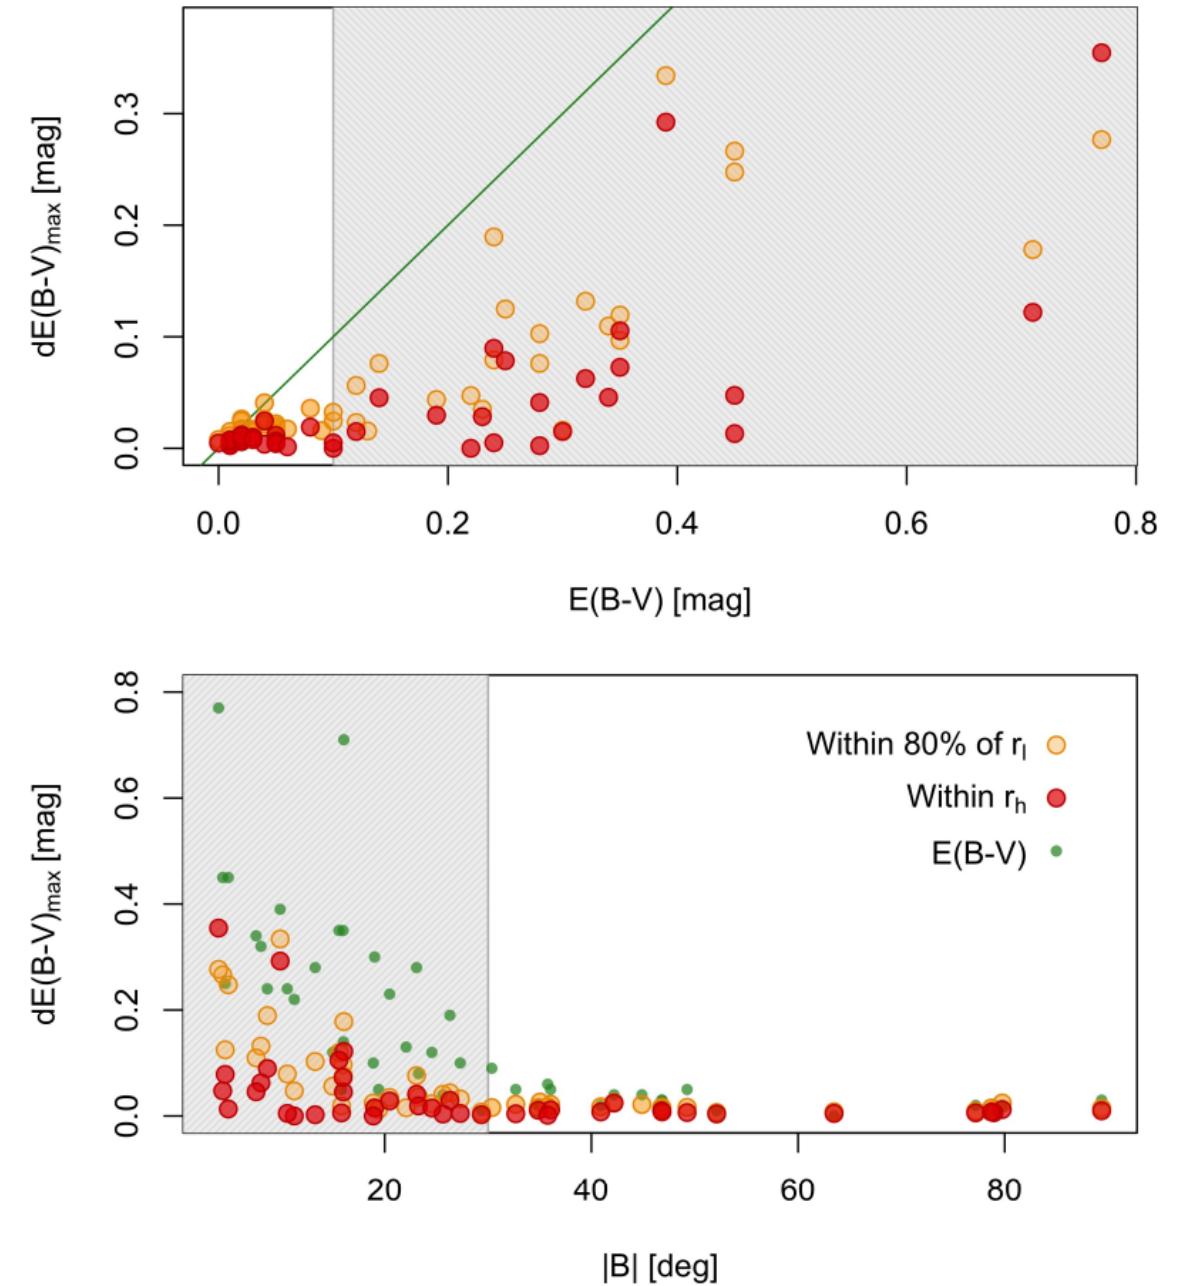 dE(B-V)max [mag]
0.0 0.1 0.2 0.3
0.0 0.2 0.4 0.6 0.8
E(B-V) [mag]
dE(B-V)max [mag]
0.0 0.2 0.4 0.6 0.8
Within 80% of rl
Within rh
E(B-V)
20 40 60 80
|B| [deg]